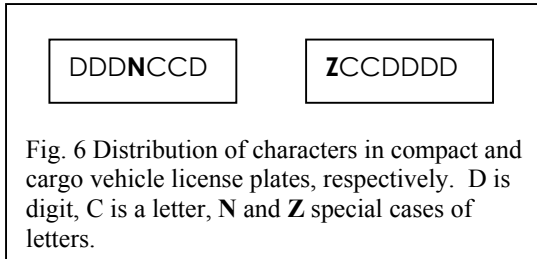 DDDNCCD ZCCDDDD
Fig. 6 Distribution of characters in compact and
cargo vehicle license plates, respectively.  D is
digit, C is a letter, N and Z special cases of
letters.